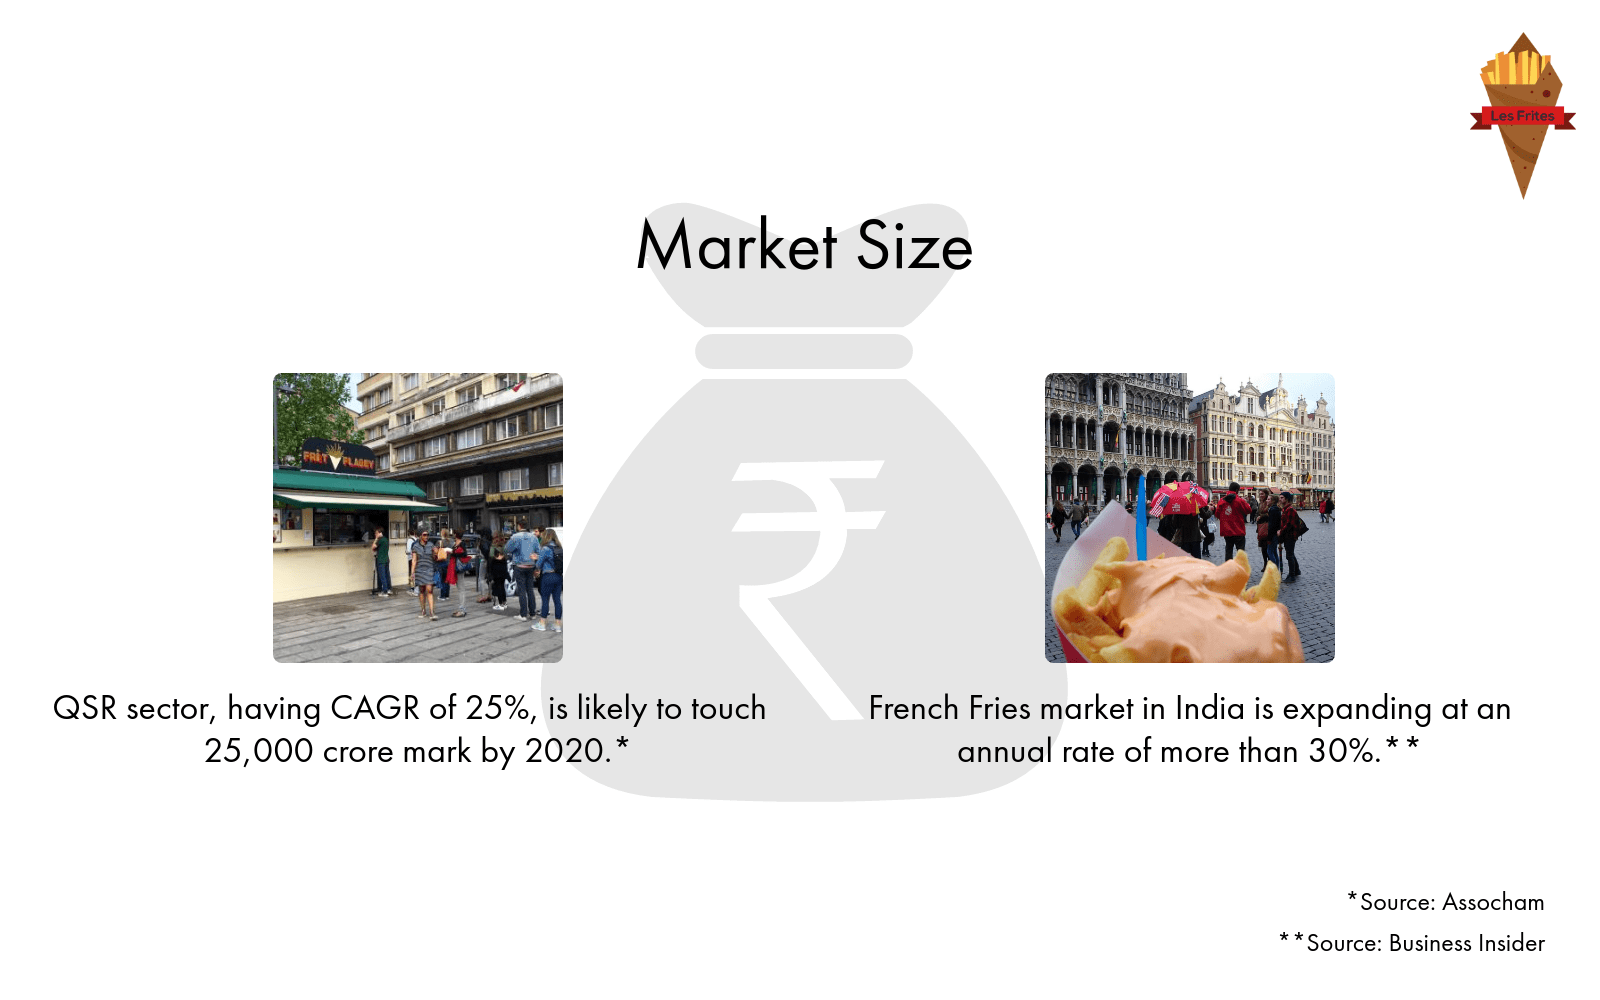 Les Frites
Market Size
FRIT FLAGEY
QSR sector, having CAGR of 25%, is likely to touch
25,000 crore mark by 2020.*
French Fries market in India is expanding at an
annual rate of more than 30%.**
*Source: Assocham
**Source: Business Insider